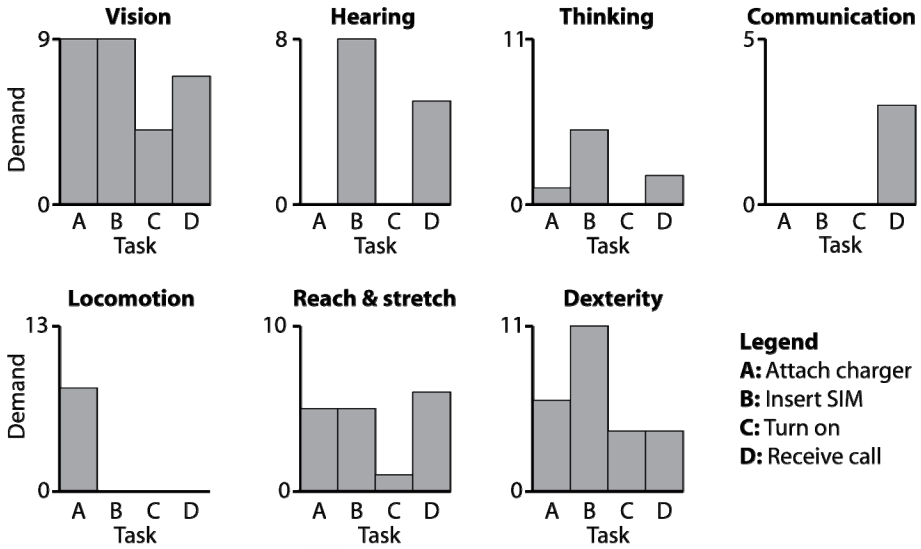 Vision
Hearing
Thinking
Communication
9
8
11
5
Demand
0
0
0
0
A B C D
A B C D
A B C D
A B C D
Task
Task
Task
Task
Locomotion
Reach & stretch
Dexterity
13
10
11
Demand
0
0
0
A B C D
A B C D
A B C D
Task
Task
Task
Legend
A: Attach charger
B: Insert SIM
C: Turn on
D: Receive call